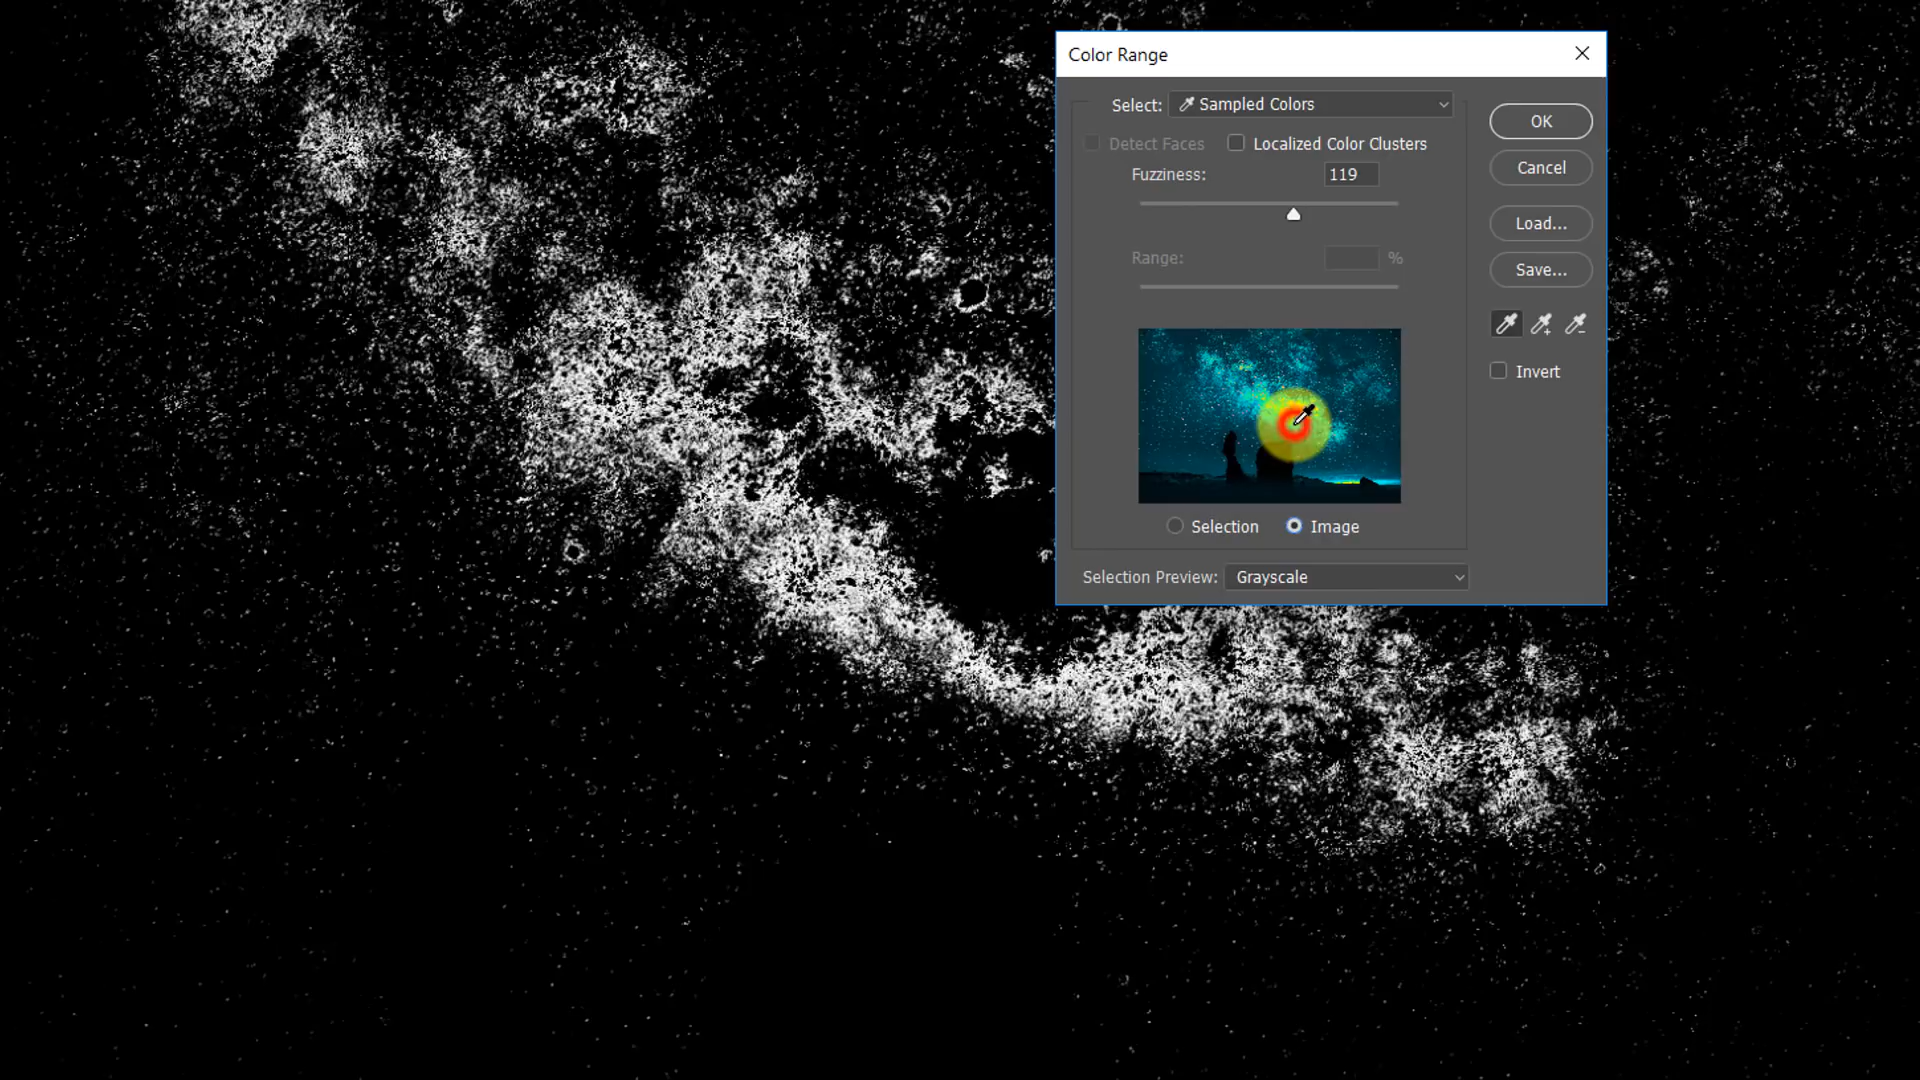 Color Range
Select: Sampled Colors
Detect Faces Localized Color Clusters
Fuzziness: 119
Range: %
Selection Image
Selection Preview: Grayscale
OK
Cancel
Load...
Save...
Invert